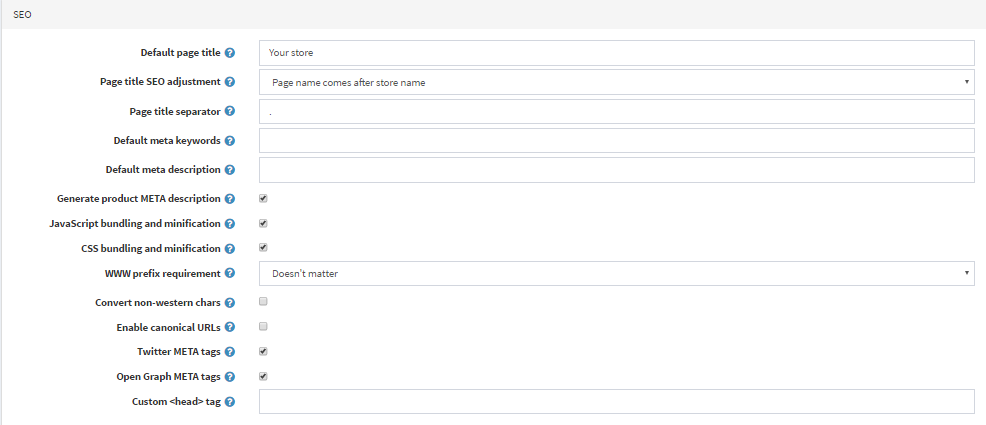 SEO
Default page title ? Your store
Page title SEO adjustment ? Page name comes after store name
Page title separator ? .
Default meta keywords ?
Default meta description ?
Generate product META description ?
JavaScript bundling and minification ?
CSS bundling and minification ?
WWW prefix requirement ? Doesn't matter
Convert non-western chars ?
Enable canonical URLs ?
Twitter META tags ?
Open Graph META tags ?
Custom <head> tag ?